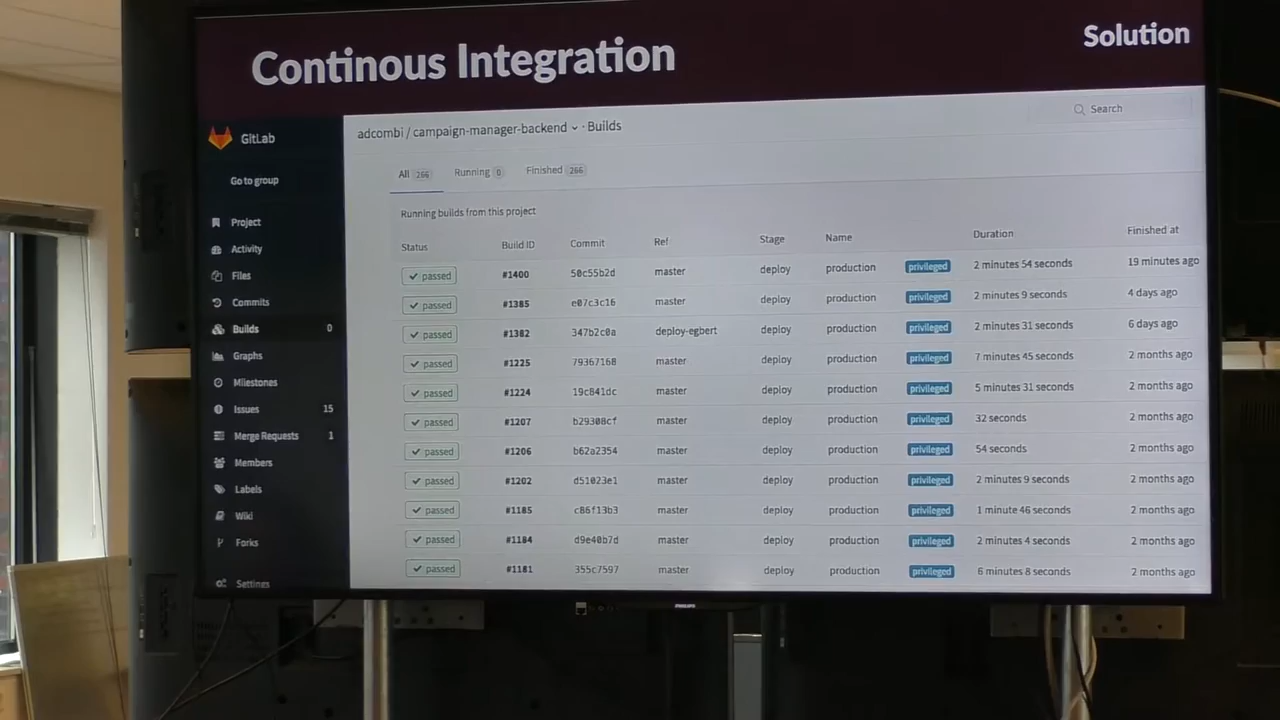 Continous Integration
Solution
GitLab
adcombi / campaign-manager-backend · Builds
Search
Go to group
All 266 Running 0 Finished 266
Project
Activity
Files
Commits
Builds 0
Graphs
Milestones
Issues 15
Merge Requests 1
Members
Labels
Wiki
Forks
Settings
Running builds from this project
Status Build ID Commit Ref Stage Name Duration Finished at
passed #1400 50c55b2d master deploy production privileged 2 minutes 54 seconds 19 minutes ago
passed #1385 e07c3c16 master deploy production privileged 2 minutes 9 seconds 4 days ago
passed #1382 347b2c0a deploy-egbert deploy production privileged 2 minutes 31 seconds 6 days ago
passed #1225 79367168 master deploy production privileged 7 minutes 45 seconds 2 months ago
passed #1224 19c841dc master deploy production privileged 5 minutes 31 seconds 2 months ago
passed #1207 b29308cf master deploy production privileged 32 seconds 2 months ago
passed #1206 b62a2354 master deploy production privileged 54 seconds 2 months ago
passed #1202 d51023e1 master deploy production privileged 2 minutes 9 seconds 2 months ago
passed #1185 c86f13b3 master deploy production privileged 1 minute 46 seconds 2 months ago
passed #1184 d9e40b7d master deploy production privileged 2 minutes 4 seconds 2 months ago
passed #1181 355c7597 master deploy production privileged 6 minutes 8 seconds 2 months ago
PHILIPS